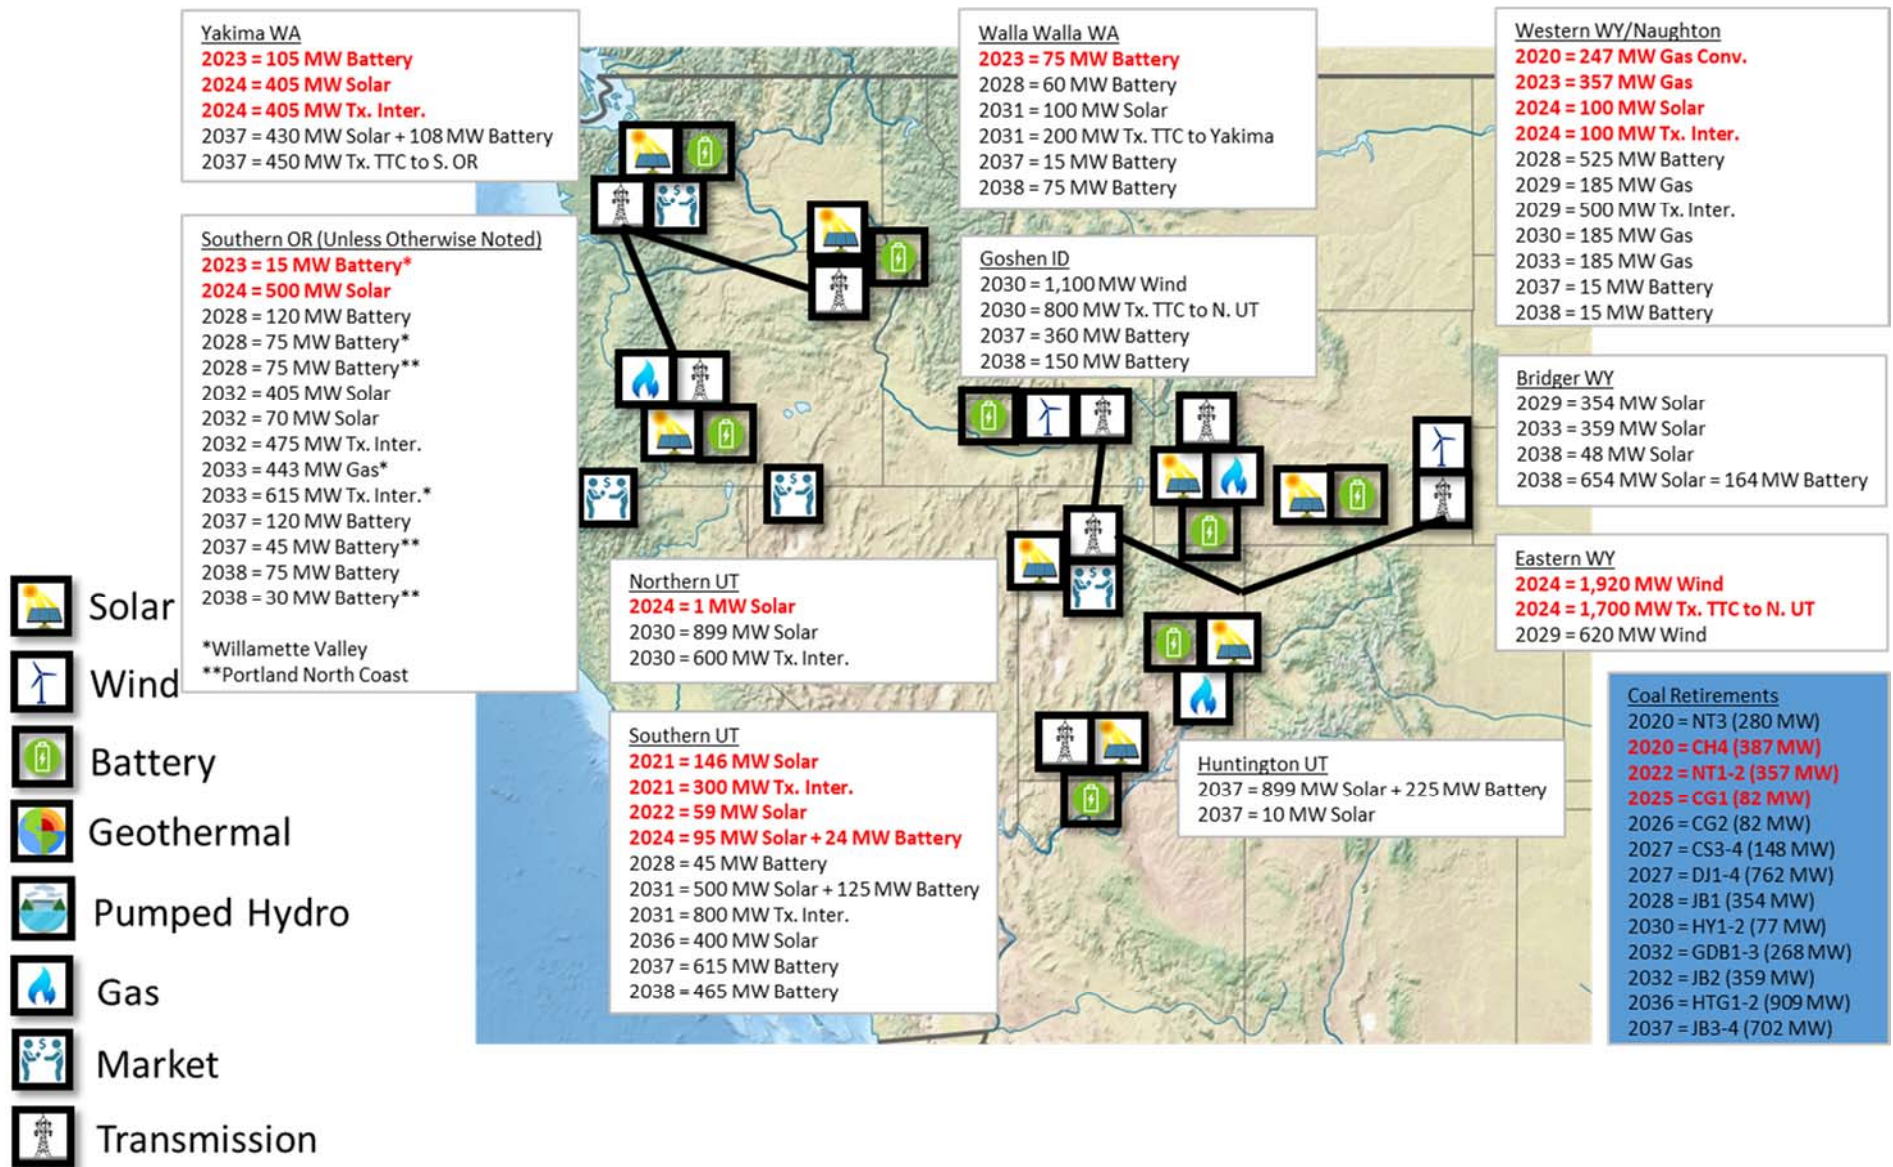 Yakima WA
2023 = 105 MW Battery
2024 = 405 MW Solar
2024 = 405 MW Tx. Inter.
2037 = 430 MW Solar + 108 MW Battery
2037 = 450 MW Tx. TTC to S. OR
Walla Walla WA
2023 = 75 MW Battery
2028 = 60 MW Battery
2031 = 100 MW Solar
2031 = 200 MW Tx. TTC to Yakima
2037 = 15 MW Battery
2038 = 75 MW Battery
Western WY/Naughton
2020 = 247 MW Gas Conv.
2023 = 357 MW Gas
2024 = 100 MW Solar
2024 = 100 MW Tx. Inter.
2028 = 525 MW Battery
2029 = 185 MW Gas
2029 = 500 MW Tx. Inter.
2030 = 185 MW Gas
2033 = 185 MW Gas
2037 = 15 MW Battery
2038 = 15 MW Battery
Southern OR (Unless Otherwise Noted)
2023 = 15 MW Battery*
2024 = 500 MW Solar
2028 = 120 MW Battery
2028 = 75 MW Battery*
2028 = 75 MW Battery**
2032 = 405 MW Solar
2032 = 70 MW Solar
2032 = 475 MW Tx. Inter.
2033 = 443 MW Gas*
2033 = 615 MW Tx. Inter.*
2037 = 120 MW Battery
2037 = 45 MW Battery**
2038 = 75 MW Battery
2038 = 30 MW Battery**
*Willamette Valley
**Portland North Coast
Goshen ID
2030 = 1,100 MW Wind
2030 = 800 MW Tx. TTC to N. UT
2037 = 360 MW Battery
2038 = 150 MW Battery
Bridger WY
2029 = 354 MW Solar
2033 = 359 MW Solar
2038 = 48 MW Solar
2038 = 654 MW Solar = 164 MW Battery
Northern UT
2024 = 1 MW Solar
2030 = 899 MW Solar
2030 = 600 MW Tx. Inter.
Eastern WY
2024 = 1,920 MW Wind
2024 = 1,700 MW Tx. TTC to N. UT
2029 = 620 MW Wind
Southern UT
2021 = 146 MW Solar
2021 = 300 MW Tx. Inter.
2022 = 59 MW Solar
2024 = 95 MW Solar + 24 MW Battery
2028 = 45 MW Battery
2031 = 500 MW Solar + 125 MW Battery
2031 = 800 MW Tx. Inter.
2036 = 400 MW Solar
2037 = 615 MW Battery
2038 = 465 MW Battery
Huntington UT
2037 = 899 MW Solar + 225 MW Battery
2037 = 10 MW Solar
Coal Retirements
2020 = NT3 (280 MW)
2020 = CH4 (387 MW)
2022 = NT1-2 (357 MW)
2025 = CG1 (82 MW)
2026 = CG2 (82 MW)
2027 = CS3-4 (148 MW)
2027 = DJ1-4 (762 MW)
2028 = JB1 (354 MW)
2030 = HY1-2 (77 MW)
2032 = GDB1-3 (268 MW)
2032 = JB2 (359 MW)
2036 = HTG1-2 (909 MW)
2037 = JB3-4 (702 MW)
Solar
Wind
Battery
Geothermal
Pumped Hydro
Gas
Market
Transmission